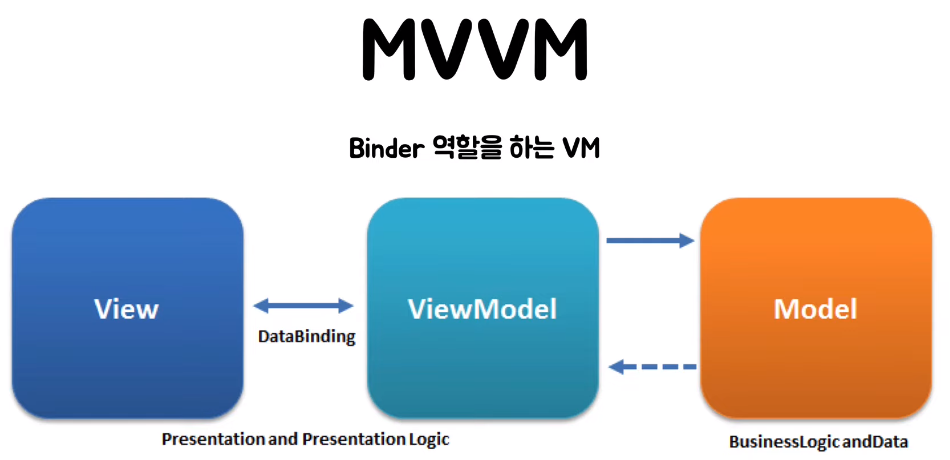 MVVM
Binder 역할을 하는 VM
View
ViewModel
Model
DataBinding
Presentation and Presentation Logic
BusinessLogic andData